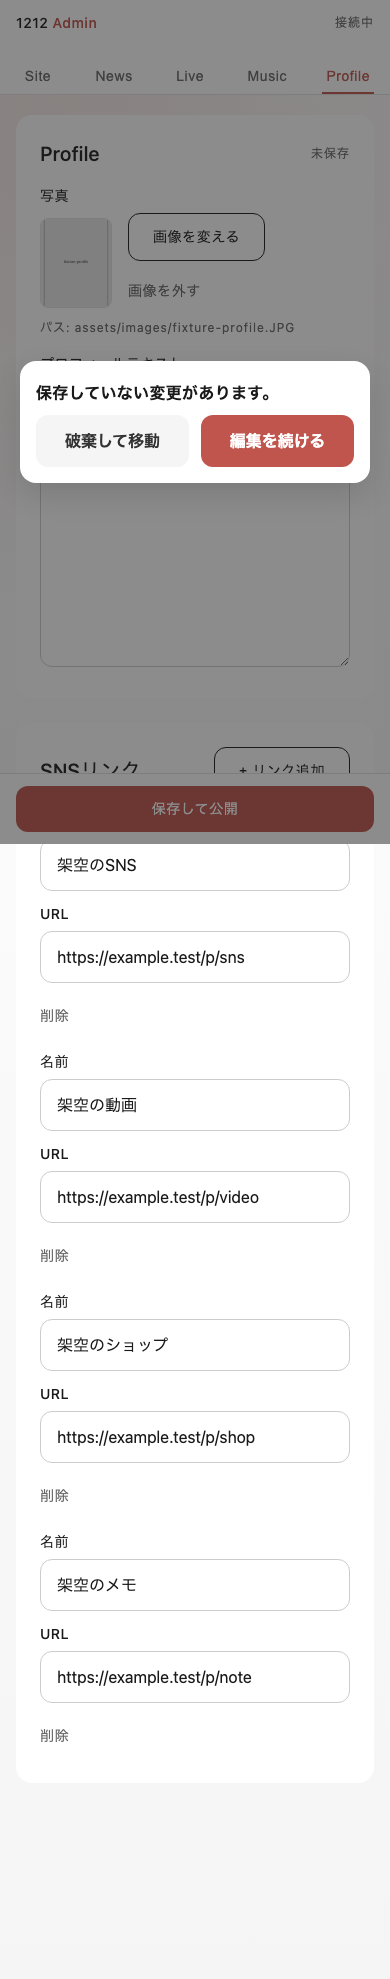 1212 Admin
接続中
Site News Live Music Profile
Profile
未保存
写真
fixture profile
画像を変える
画像を外す
パス: assets/images/fixture-profile.JPG
保存していない変更があります。
破棄して移動
編集を続ける
SNSリンク
+ リンク追加
保存して公開
架空のSNS
URL
https://example.test/p/sns
削除
名前
架空の動画
URL
https://example.test/p/video
削除
名前
架空のショップ
URL
https://example.test/p/shop
削除
名前
架空のメモ
URL
https://example.test/p/note
削除